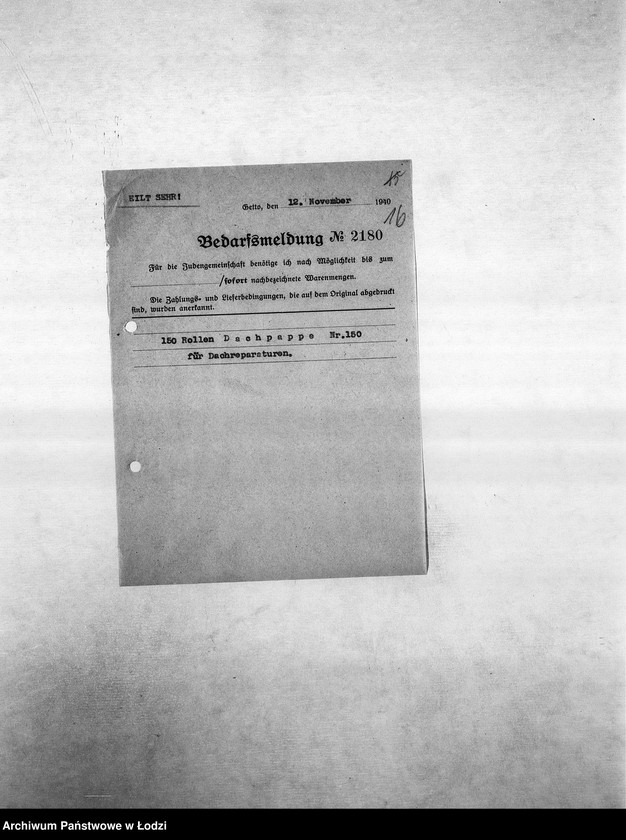 EILT SEHR!
15
Getto, den 12. November 1940
16
Bedarfsmeldung № 2180
Für die Judengemeinschaft benötige ich nach Möglichkeit bis zum
/sofort nachbezeichnete Warenmengen.
Die Zahlungs- und Lieferbedingungen, die auf dem Original abgedruckt
sind, wurden anerkannt.
150 Rollen Dachpappe Nr.150
für Dachreparaturen.
Archiwum Państwowe w Łodzi